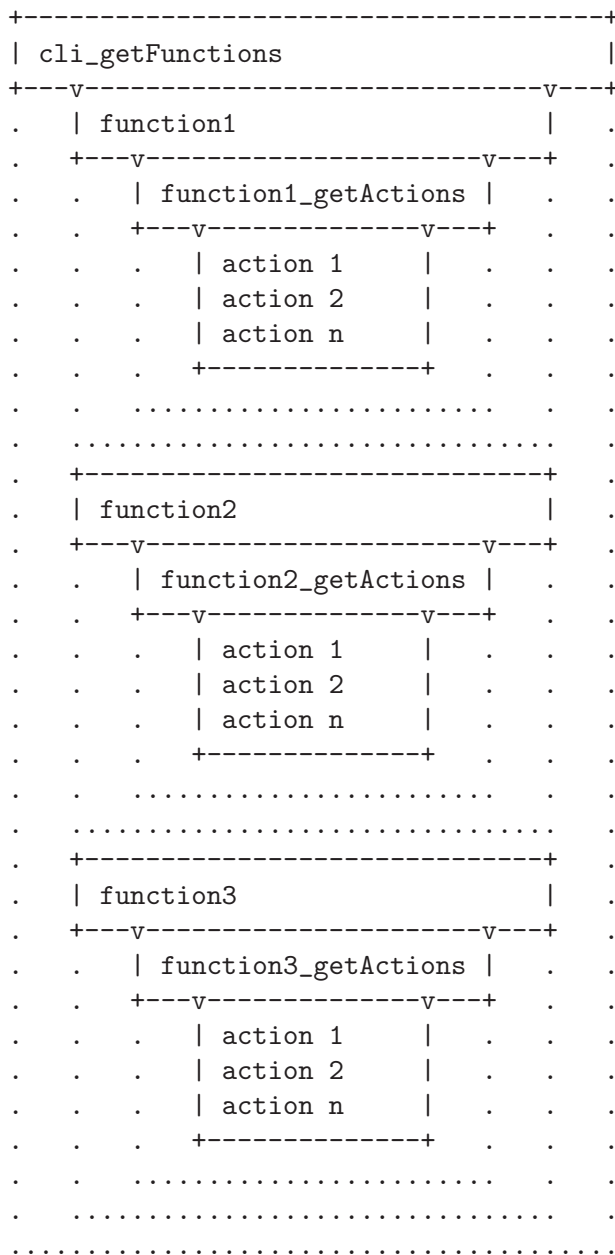 +---------------------------------------+
| cli_getFunctions                      |
+---v-------------------------------v---+
.   | function1                     |   .
.   +---v-----------------------v---+   .
.   .   | function1_getActions |   .   .
.   .   +---v---------------v---+   .   .
.   .   .   | action 1      |   .   .   .
.   .   .   | action 2      |   .   .   .
.   .   .   | action n      |   .   .   .
.   .   .   +---------------+   .   .   .
.   .   .........................   .   .
.   .................................   .
.   +-------------------------------+   .
.   | function2                     |   .
.   +---v-----------------------v---+   .
.   .   | function2_getActions |   .   .
.   .   +---v---------------v---+   .   .
.   .   .   | action 1      |   .   .   .
.   .   .   | action 2      |   .   .   .
.   .   .   | action n      |   .   .   .
.   .   .   +---------------+   .   .   .
.   .   .........................   .   .
.   .................................   .
.   +-------------------------------+   .
.   | function3                     |   .
.   +---v-----------------------v---+   .
.   .   | function3_getActions |   .   .
.   .   +---v---------------v---+   .   .
.   .   .   | action 1      |   .   .   .
.   .   .   | action 2      |   .   .   .
.   .   .   | action n      |   .   .   .
.   .   .   +---------------+   .   .   .
.   .   .........................   .   .
.   .................................   .
.........................................